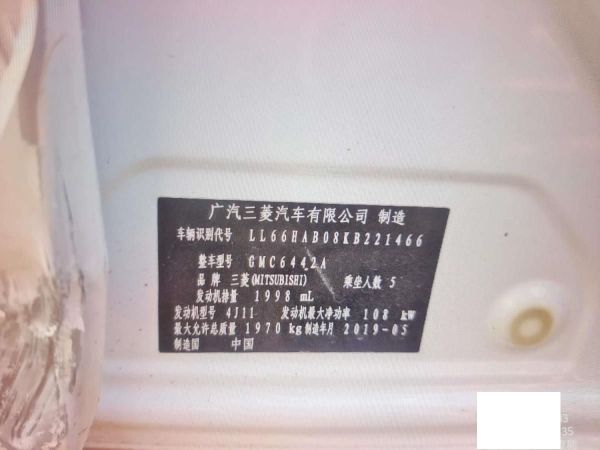 广汽三菱汽车有限公司 制造
车辆识别代号 LL66HAB08KB221466
整车型号 GMC6442A
品牌 三菱(MITSUBISHI) 乘坐人数 5
发动机排量 1998 mL
发动机型号 4J11 发动机最大净功率 108 kW
最大允许总质量 1970 kg 制造年月 2019-05
制造国 中国